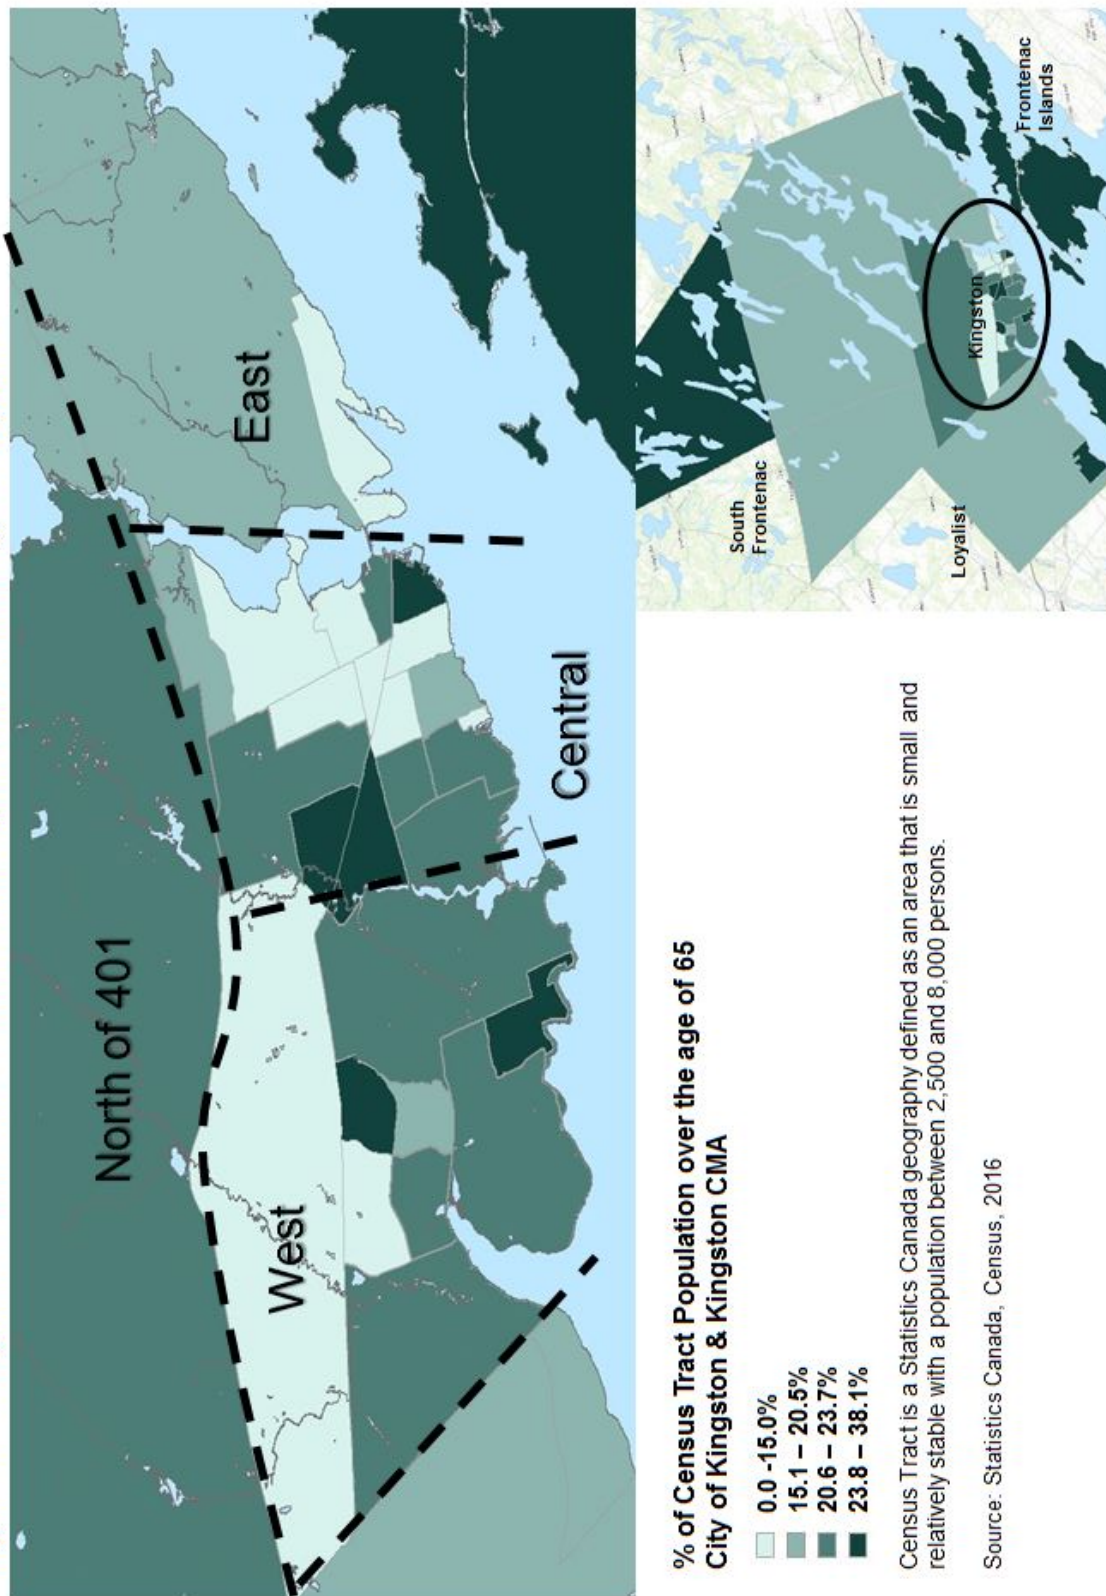 North of 401
West
Central
East
% of Census Tract Population over the age of 65
City of Kingston & Kingston CMA
0.0 -15.0%
15.1 – 20.5%
20.6 – 23.7%
23.8 – 38.1%
Census Tract is a Statistics Canada geography defined as an area that is small and
relatively stable with a population between 2,500 and 8,000 persons.
Source: Statistics Canada, Census, 2016
South
Frontenac
Loyalist
Kingston
Frontenac
Islands